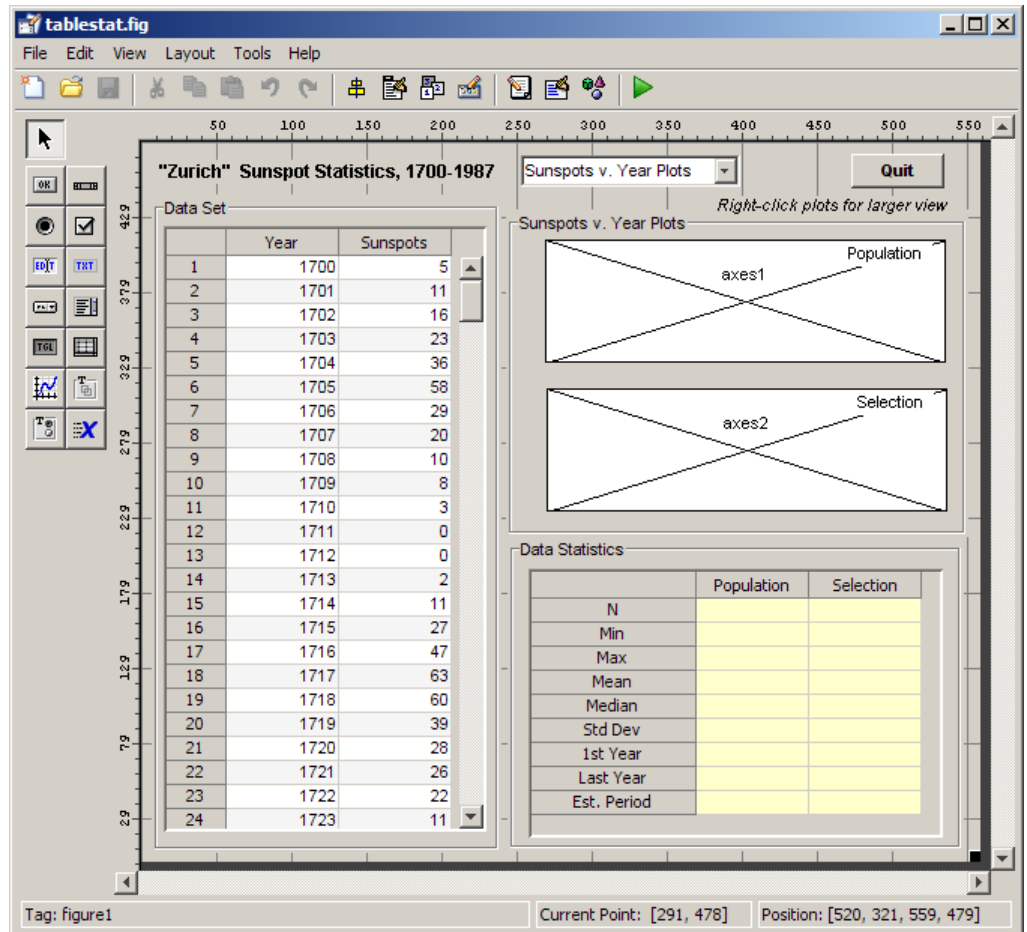 tablestat.fig
File Edit View Layout Tools Help
50 100 150 200 250 300 350 400 450 500 550
OK
EDIT TXT
TGL
T
T
X
429
379
329
279
229
179
129
79
29
"Zurich" Sunspot Statistics, 1700-1987
Sunspots v. Year Plots
Quit
Right-click plots for larger view
Data Set
Year Sunspots
1 1700 5
2 1701 11
3 1702 16
4 1703 23
5 1704 36
6 1705 58
7 1706 29
8 1707 20
9 1708 10
10 1709 8
11 1710 3
12 1711 0
13 1712 0
14 1713 2
15 1714 11
16 1715 27
17 1716 47
18 1717 63
19 1718 60
20 1719 39
21 1720 28
22 1721 26
23 1722 22
24 1723 11
Sunspots v. Year Plots
Population
axes1
Selection
axes2
Data Statistics
Population Selection
N
Min
Max
Mean
Median
Std Dev
1st Year
Last Year
Est. Period
Tag: figure1
Current Point: [291, 478]
Position: [520, 321, 559, 479]